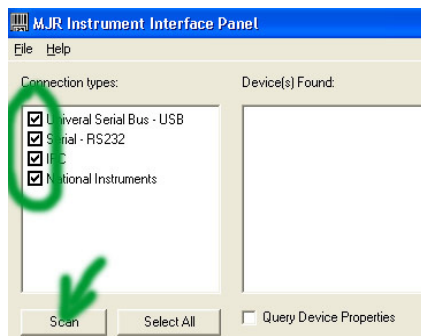 MJR Instrument Interface Panel
File Help
Connection types:
Device(s) Found:
Univeral Serial Bus - USB
Serial - RS232
IPC
National Instruments
Scan
Select All
Query Device Properties